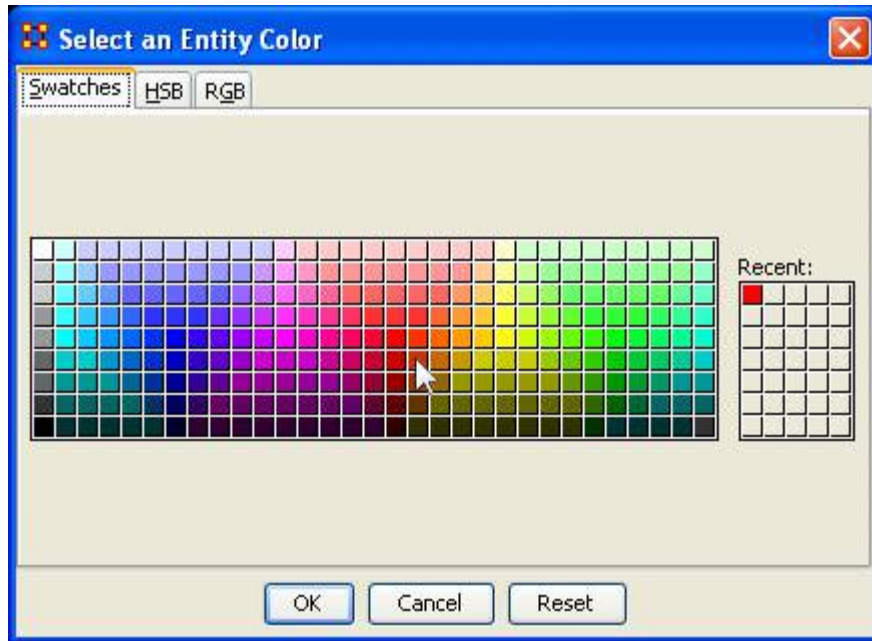 Select an Entity Color
Swatches HSB RGB
Recent:
OK Cancel Reset